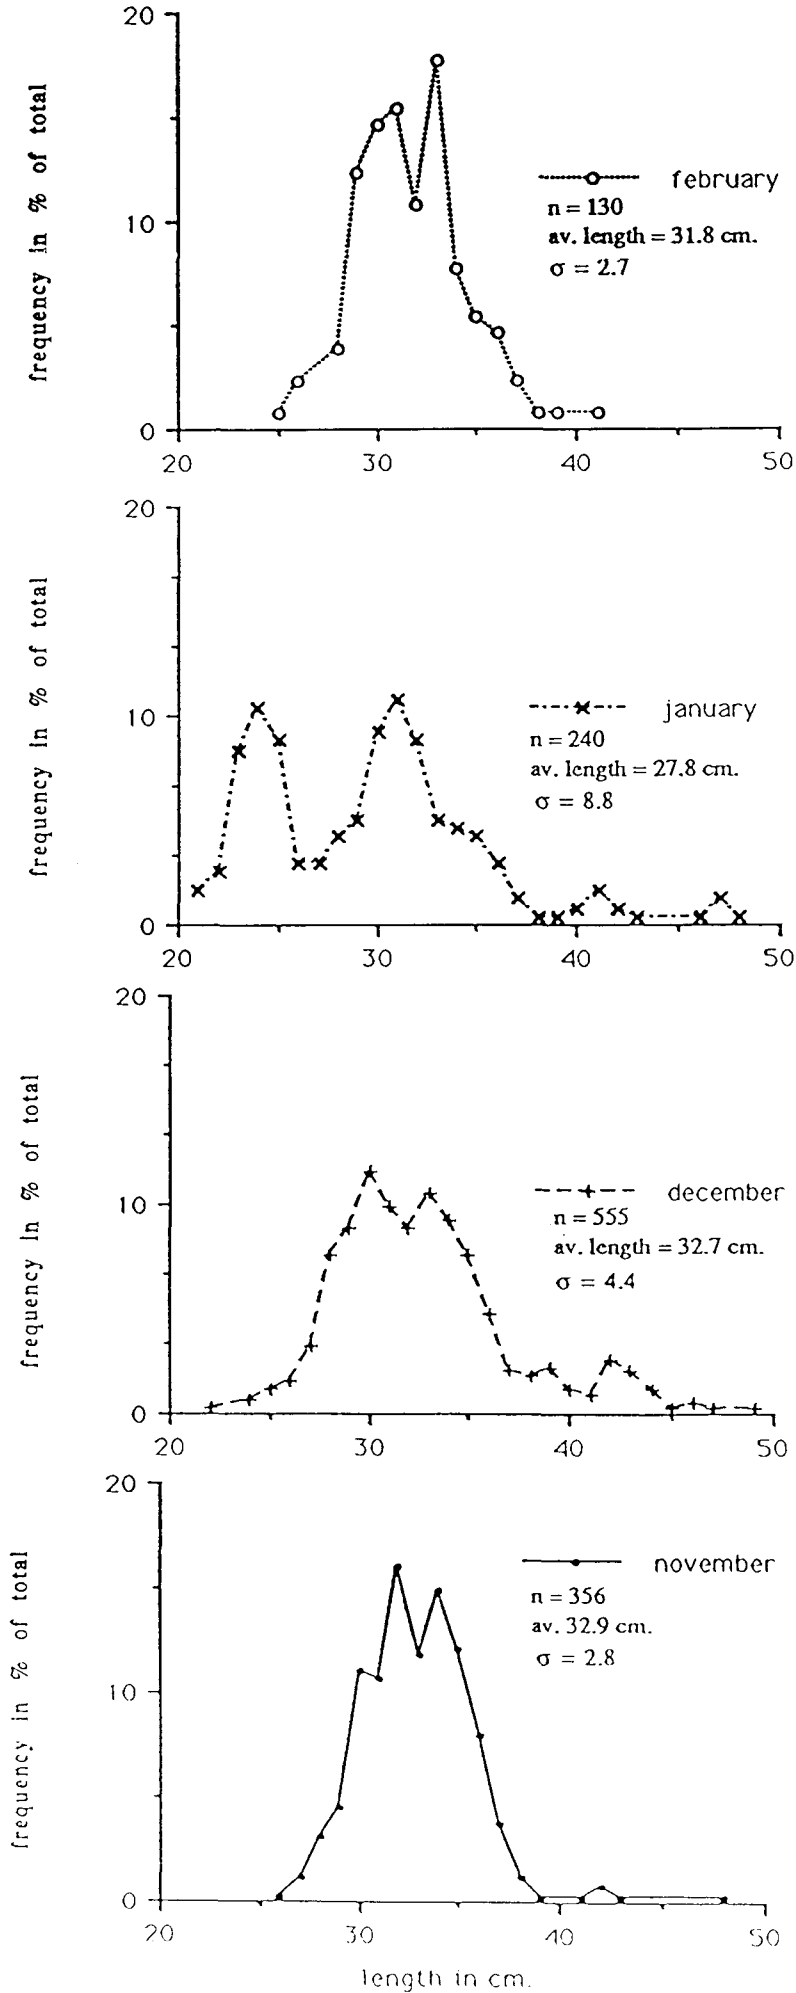 20
10
0
frequency in % of total
february
n = 130
av. length = 31.8 cm.
σ = 2.7
20 30 40 50
20
10
0
frequency in % of total
january
n = 240
av. length = 27.8 cm.
σ = 8.8
20 30 40 50
20
10
0
frequency in % of total
december
n = 555
av. length = 32.7 cm.
σ = 4.4
20 30 40 50
20
10
0
frequency in % of total
november
n = 356
av. 32.9 cm.
σ = 2.8
20 30 40 50
length in cm.